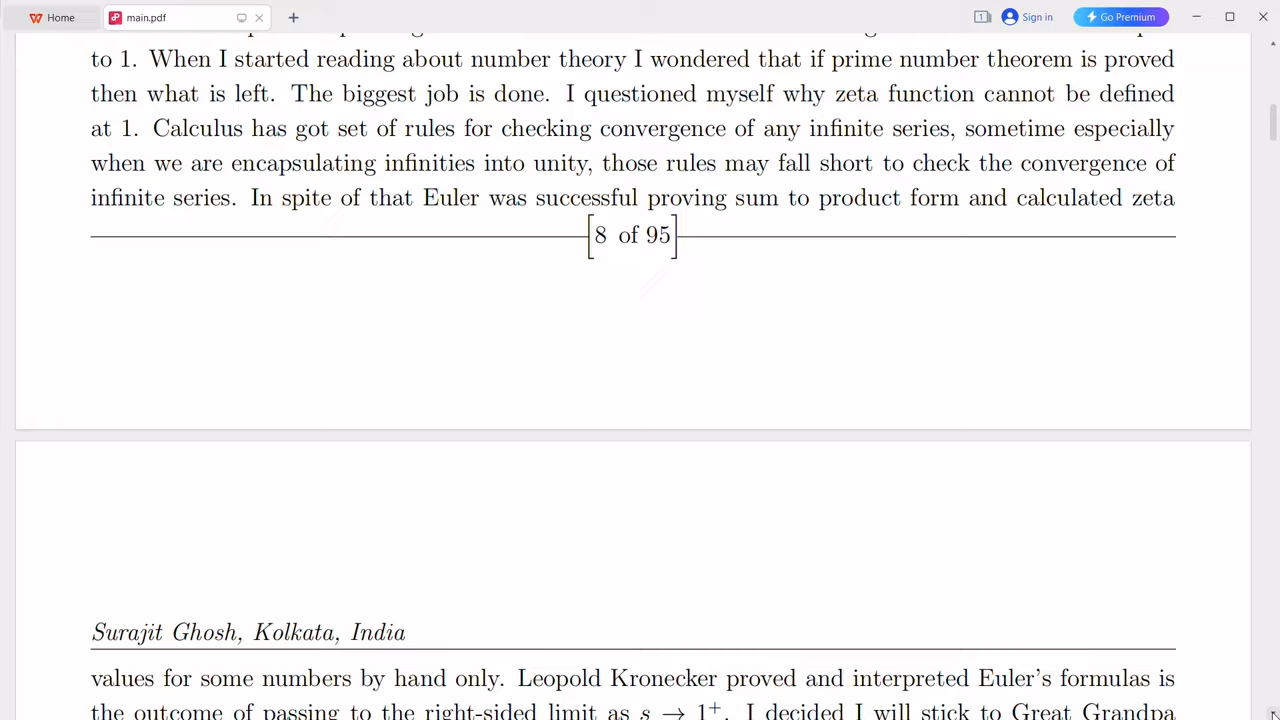 Home
main.pdf
1
Sign in
Go Premium
to 1. When I started reading about number theory I wondered that if prime number theorem is proved
then what is left. The biggest job is done. I questioned myself why zeta function cannot be defined
at 1. Calculus has got set of rules for checking convergence of any infinite series, sometime especially
when we are encapsulating infinities into unity, those rules may fall short to check the convergence of
infinite series. In spite of that Euler was successful proving sum to product form and calculated zeta
[8 of 95]
Surajit Ghosh, Kolkata, India
values for some numbers by hand only. Leopold Kronecker proved and interpreted Euler's formulas is
the outcome of passing to the right-sided limit as s → 1⁺. I decided I will stick to Great Grandpa